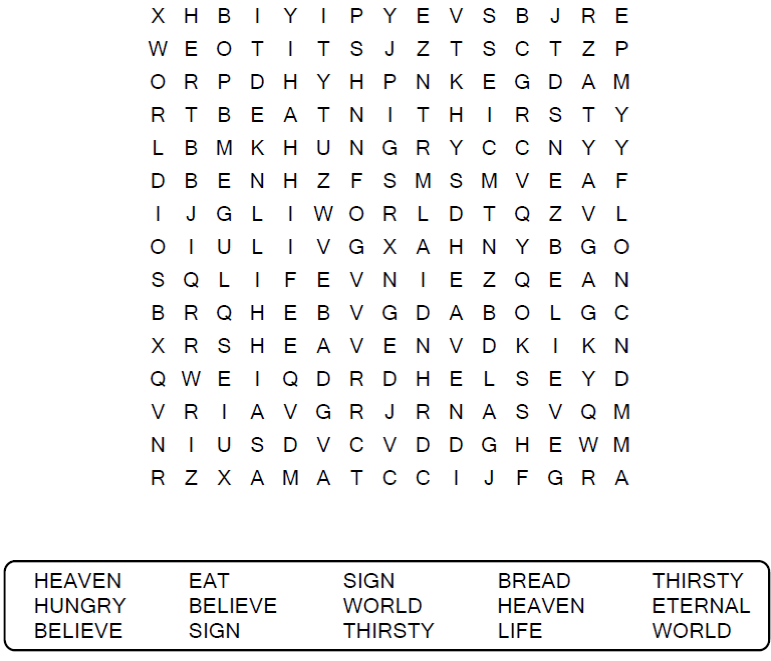 X H B I Y I P Y E V S B J R E
W E O T I T S J Z T S C T Z P
O R P D H Y H P N K E G D A M
R T B E A T N I T H I R S T Y
L B M K H U N G R Y C C N Y Y
D B E N H Z F S M S M V E A F
I J G L I W O R L D T Q Z V L
O I U L I V G X A H N Y B G O
S Q L I F E V N I E Z Q E A N
B R Q H E B V G D A B O L G C
X R S H E A V E N V D K I K N
Q W E I Q D R D H E L S E Y D
V R I A V G R J R N A S V Q M
N I U S D V C V D D G H E W M
R Z X A M A T C C I J F G R A
HEAVEN EAT SIGN BREAD THIRSTY
HUNGRY BELIEVE WORLD HEAVEN ETERNAL
BELIEVE SIGN THIRSTY LIFE WORLD